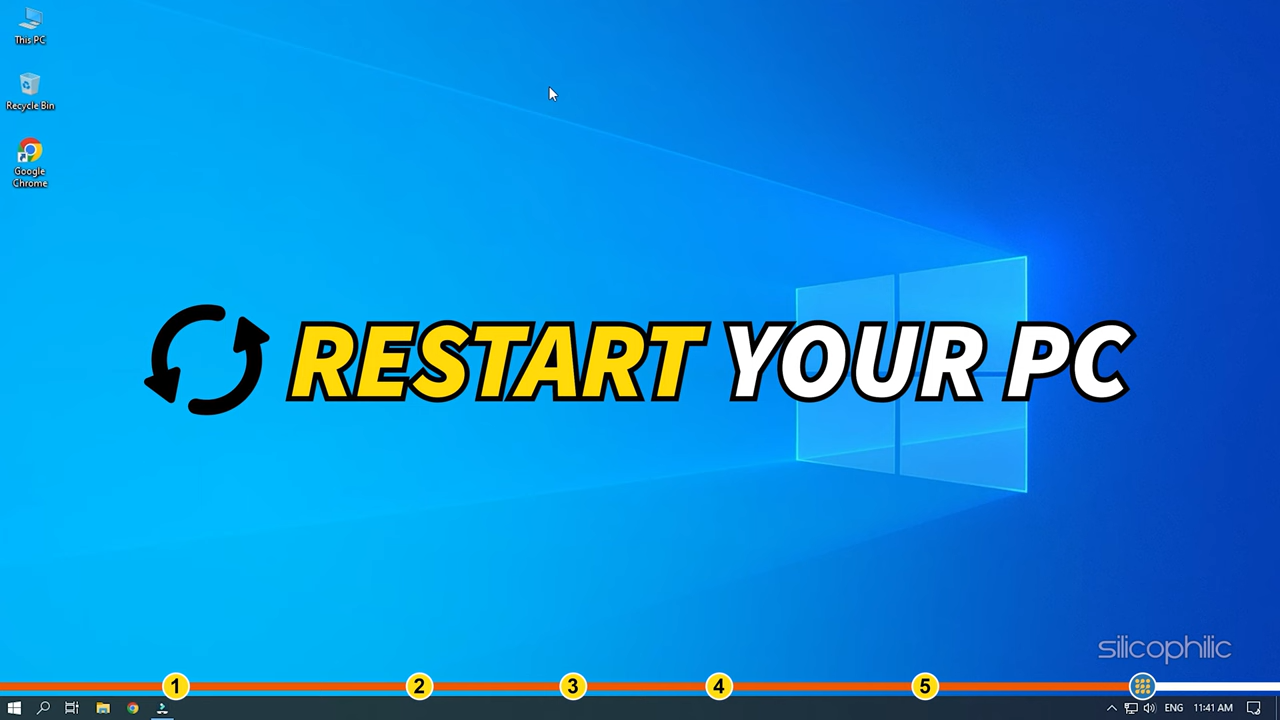 This PC
Recycle Bin
Google
Chrome
RESTART YOUR PC
silicophilic
1 2 3 4 5
ENG 11:41 AM